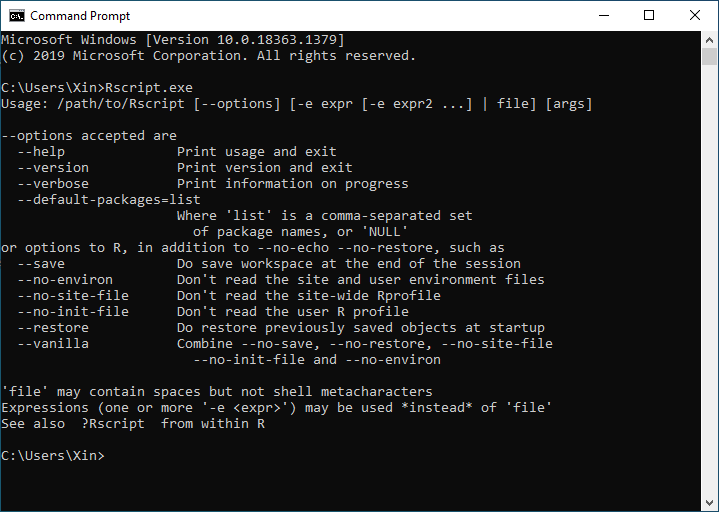 Command Prompt
Microsoft Windows [Version 10.0.18363.1379]
(c) 2019 Microsoft Corporation. All rights reserved.
C:\Users\Xin>Rscript.exe
Usage: /path/to/Rscript [--options] [-e expr [-e expr2 ...] | file] [args]
--options accepted are
  --help              Print usage and exit
  --version           Print version and exit
  --verbose           Print information on progress
  --default-packages=list
                      Where 'list' is a comma-separated set
                        of package names, or 'NULL'
or options to R, in addition to --no-echo --no-restore, such as
  --save              Do save workspace at the end of the session
  --no-environ        Don't read the site and user environment files
  --no-site-file      Don't read the site-wide Rprofile
  --no-init-file      Don't read the user R profile
  --restore           Do restore previously saved objects at startup
  --vanilla           Combine --no-save, --no-restore, --no-site-file
                        --no-init-file and --no-environ
'file' may contain spaces but not shell metacharacters
Expressions (one or more '-e <expr>') may be used *instead* of 'file'
See also  ?Rscript  from within R
C:\Users\Xin>